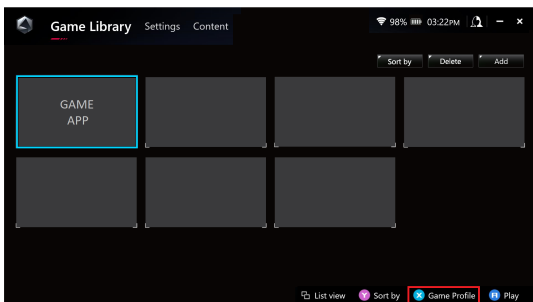 Game Library Settings Content 98% 03:22PM
Sort by Delete Add
GAME
APP
List view Y Sort by X Game Profile Play